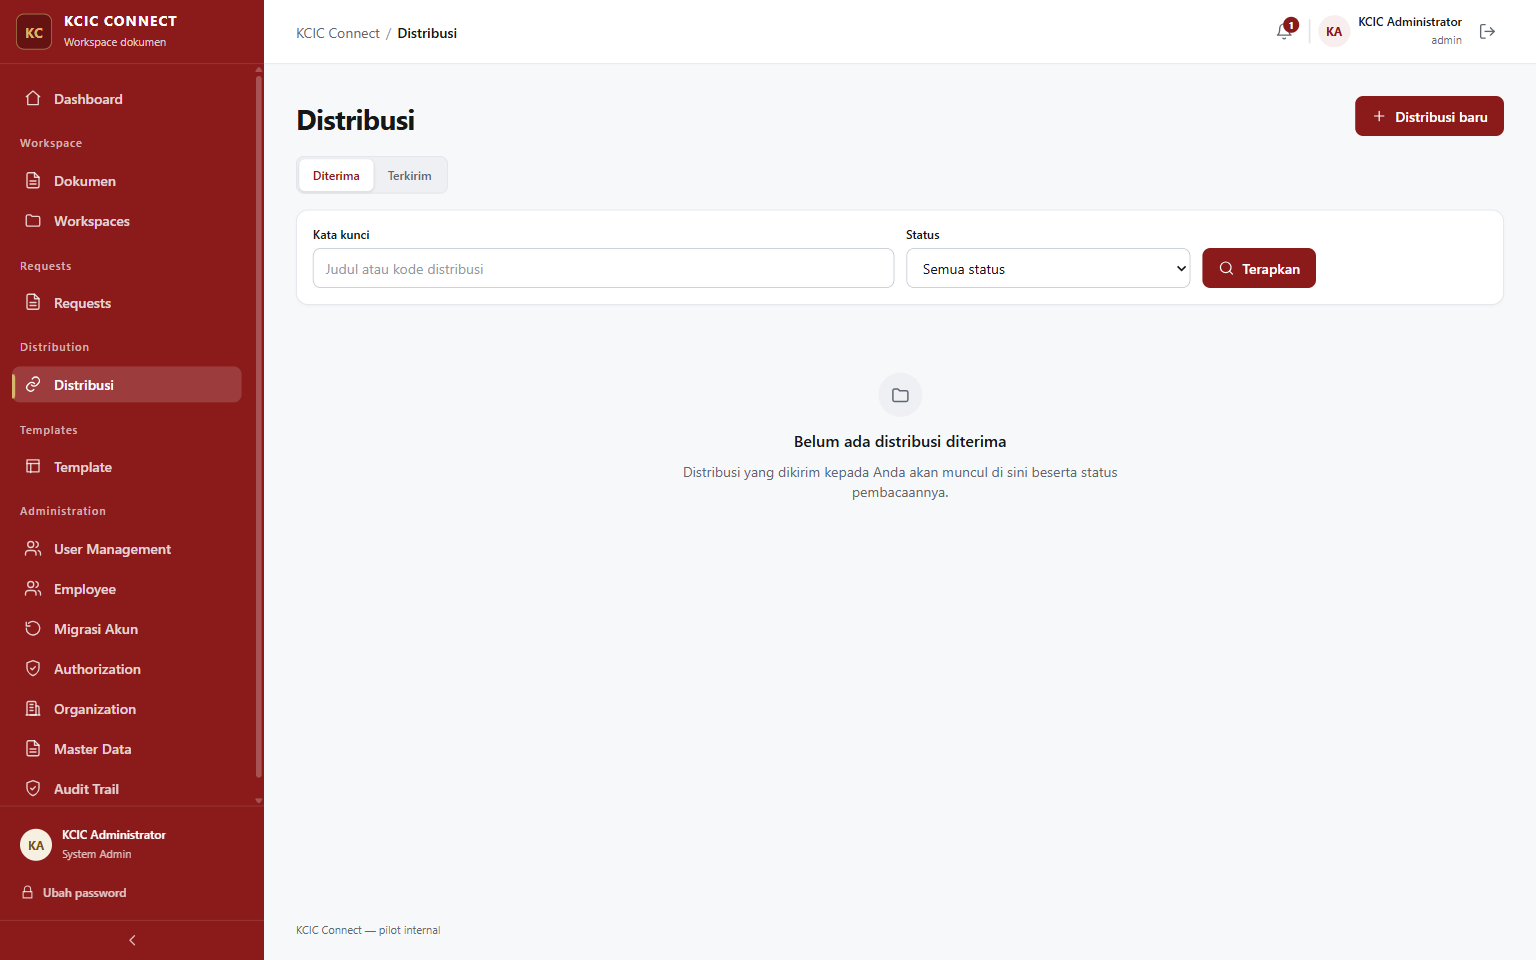 KC
KCIC CONNECT
Workspace dokumen
Dashboard
Workspace
Dokumen
Workspaces
Requests
Requests
Distribution
Distribusi
Templates
Template
Administration
User Management
Employee
Migrasi Akun
Authorization
Organization
Master Data
Audit Trail
KA
KCIC Administrator
System Admin
Ubah password
KCIC Connect / Distribusi
1
KA
KCIC Administrator
admin
Distribusi
Distribusi baru
Diterima
Terkirim
Kata kunci
Status
Judul atau kode distribusi
Semua status
Terapkan
Belum ada distribusi diterima
Distribusi yang dikirim kepada Anda akan muncul di sini beserta status
pembacaannya.
KCIC Connect — pilot internal